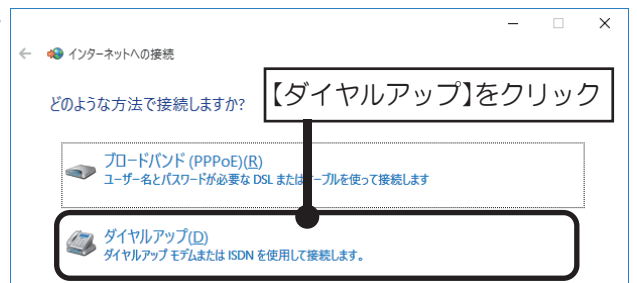 インターネットへの接続
どのような方法で接続しますか?
【ダイヤルアップ】をクリック
ブロードバンド (PPPoE)(R)
ユーザー名とパスワードが必要な DSL またはケーブルを使って接続します
ダイヤルアップ(D)
ダイヤルアップ モデムまたは ISDN を使用して接続します。